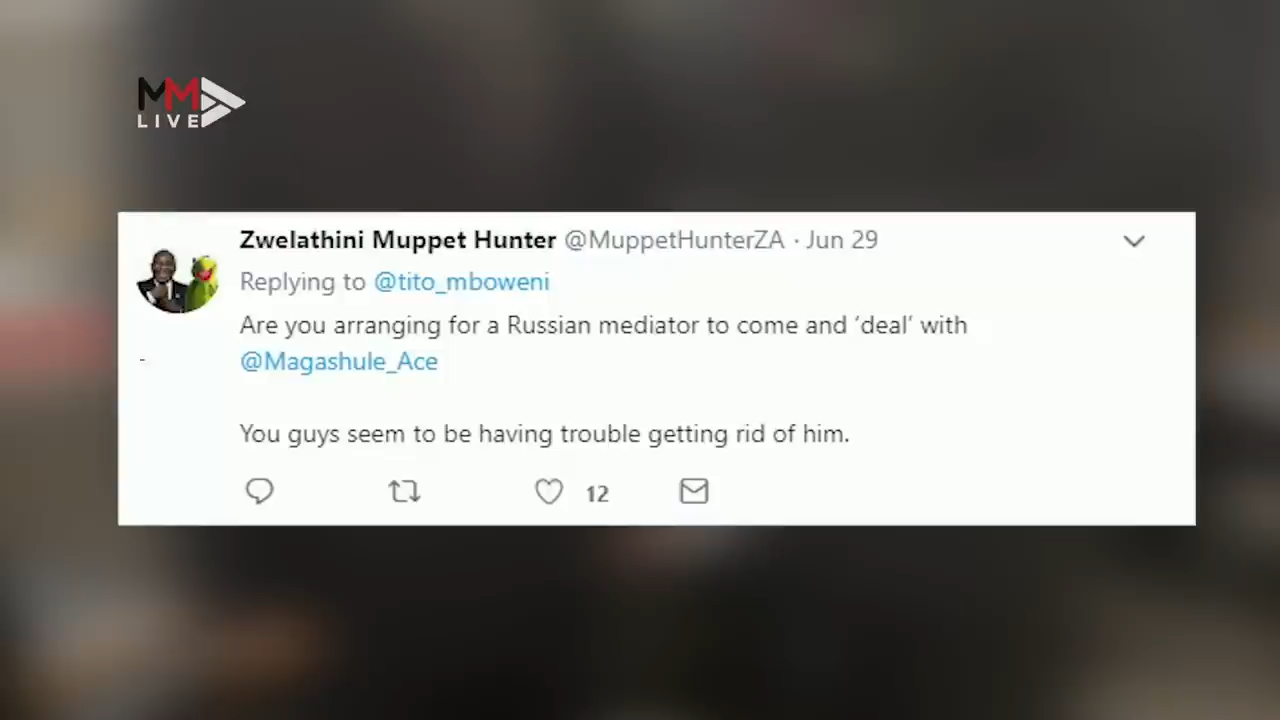 MM
LIVE
Zwelathini Muppet Hunter @MuppetHunterZA · Jun 29
Replying to @tito_mboweni
Are you arranging for a Russian mediator to come and ‘deal’ with
@Magashule_Ace
You guys seem to be having trouble getting rid of him.
12